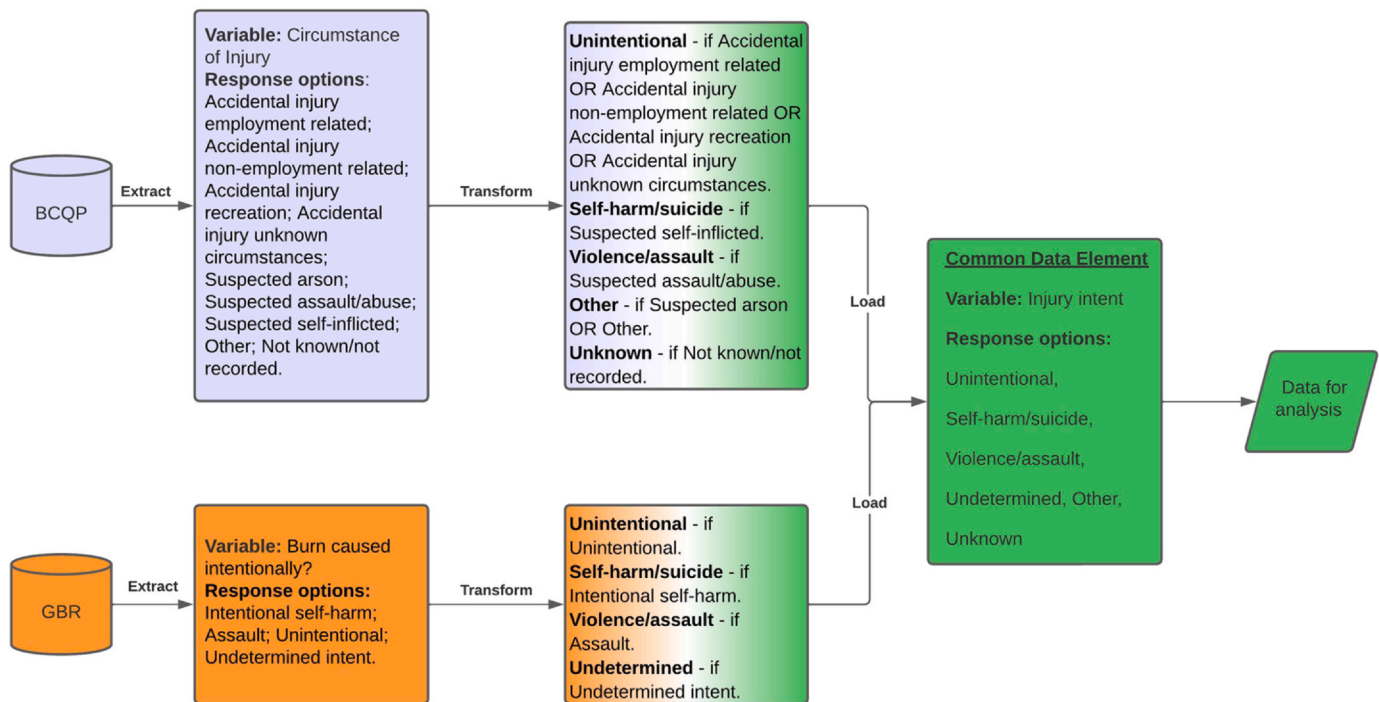 BCQP
Extract
Variable: Circumstance
of Injury
Response options:
Accidental injury
employment related;
Accidental injury
non-employment related;
Accidental injury
recreation; Accidental
injury unknown
circumstances;
Suspected arson;
Suspected assault/abuse;
Suspected self-inflicted;
Other; Not known/not
recorded.
Transform
Unintentional - if Accidental
injury employment related
OR Accidental injury
non-employment related OR
Accidental injury recreation
OR Accidental injury
unknown circumstances.
Self-harm/suicide - if
Suspected self-inflicted.
Violence/assault - if
Suspected assault/abuse.
Other - if Suspected arson
OR Other.
Unknown - if Not known/not
recorded.
Load
GBR
Extract
Variable: Burn caused
intentionally?
Response options:
Intentional self-harm;
Assault; Unintentional;
Undetermined intent.
Transform
Unintentional - if
Unintentional.
Self-harm/suicide - if
Intentional self-harm.
Violence/assault - if
Assault.
Undetermined - if
Undetermined intent.
Load
Common Data Element
Variable: Injury intent
Response options:
Unintentional,
Self-harm/suicide,
Violence/assault,
Undetermined, Other,
Unknown
Data for
analysis